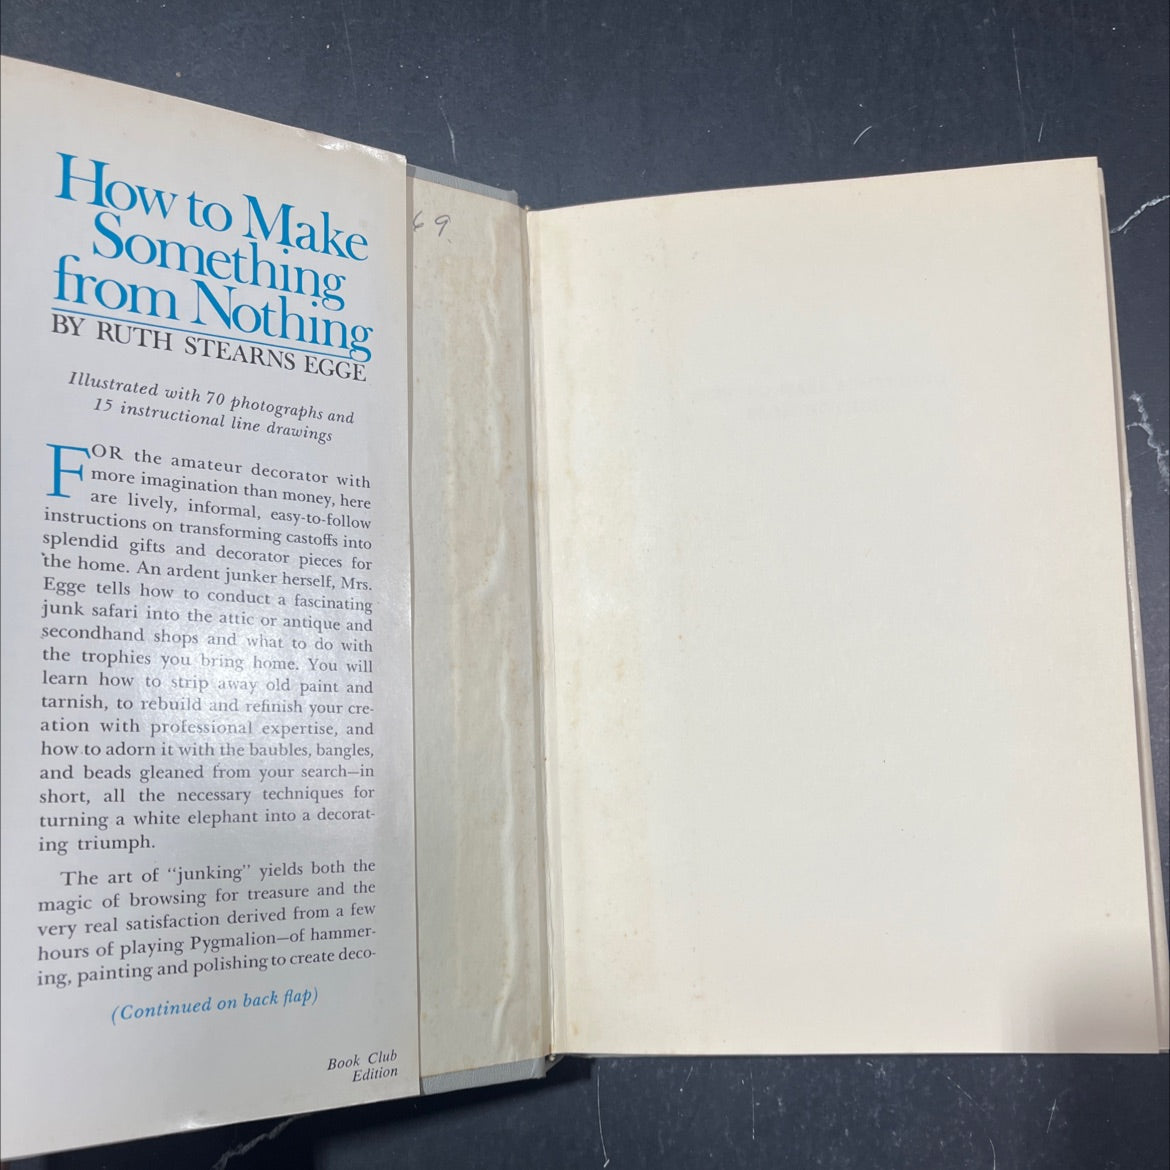 How to Make
Something
from Nothing
BY RUTH STEARNS EGGE
Illustrated with 70 photographs and
15 instructional line drawings
FOR the amateur decorator with
more imagination than money, here
are lively, informal, easy-to-follow
instructions on transforming castoffs into
splendid gifts and decorator pieces for
the home. An ardent junker herself, Mrs.
Egge tells how to conduct a fascinating
junk safari into the attic or antique and
secondhand shops and what to do with
the trophies you bring home. You will
learn how to strip away old paint and
tarnish, to rebuild and refinish your cre-
ation with professional expertise, and
how to adorn it with the baubles, bangles,
and beads gleaned from your search—in
short, all the necessary techniques for
turning a white elephant into a decorat-
ing triumph.
The art of "junking" yields both the
magic of browsing for treasure and the
very real satisfaction derived from a few
hours of playing Pygmalion—of hammer-
ing, painting and polishing to create deco-
(Continued on back flap)
Book Club
Edition
69.